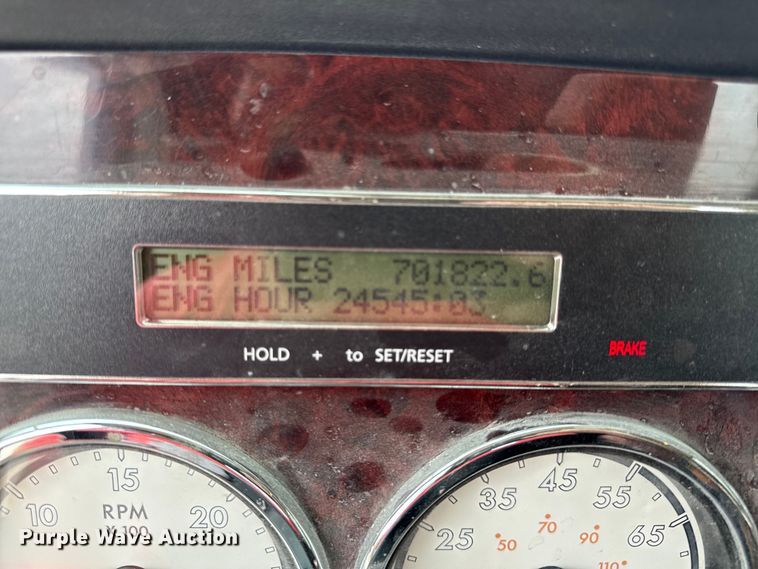 ENG MILES 701822.6
ENG HOUR 24545:03
HOLD + to SET/RESET
BRAKE
10 15 20
RPM
X 100
25 35 45 55 65
50 70 90 110
Purple Wave Auction